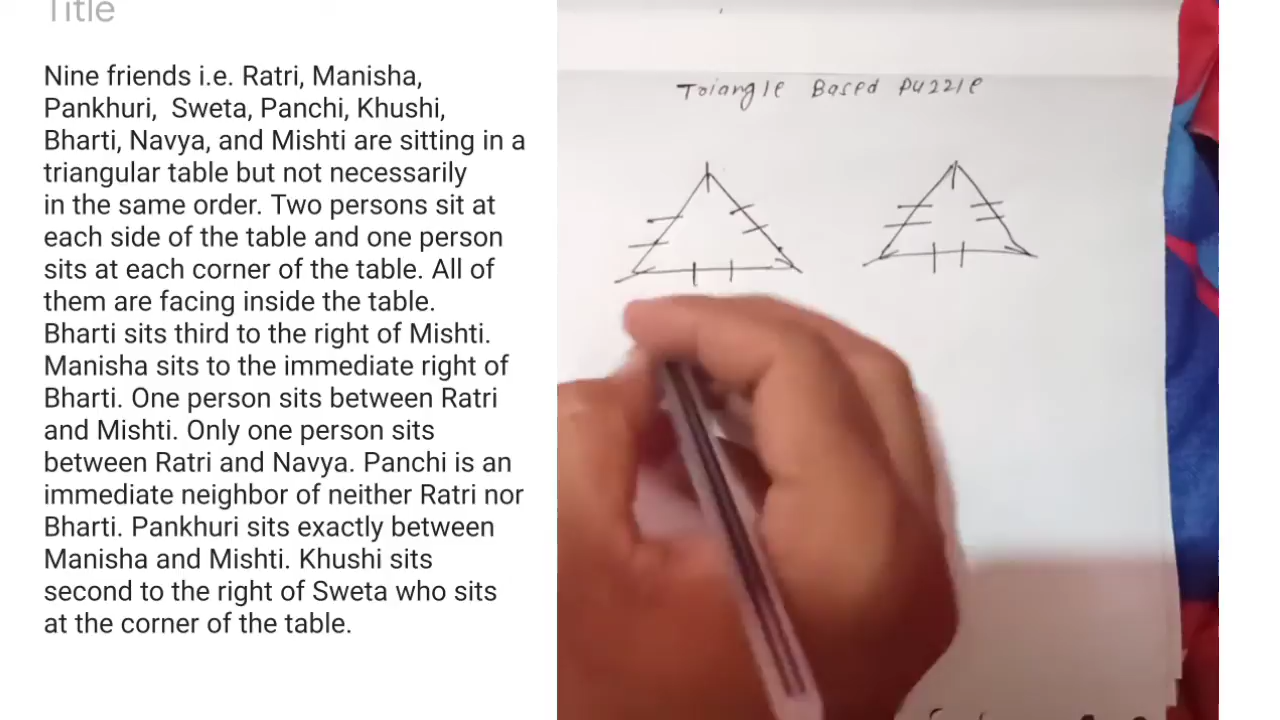 Title
Nine friends i.e. Ratri, Manisha,
Pankhuri, Sweta, Panchi, Khushi,
Bharti, Navya, and Mishti are sitting in a
triangular table but not necessarily
in the same order. Two persons sit at
each side of the table and one person
sits at each corner of the table. All of
them are facing inside the table.
Bharti sits third to the right of Mishti.
Manisha sits to the immediate right of
Bharti. One person sits between Ratri
and Mishti. Only one person sits
between Ratri and Navya. Panchi is an
immediate neighbor of neither Ratri nor
Bharti. Pankhuri sits exactly between
Manisha and Mishti. Khushi sits
second to the right of Sweta who sits
at the corner of the table.
Triangle Based Puzzle